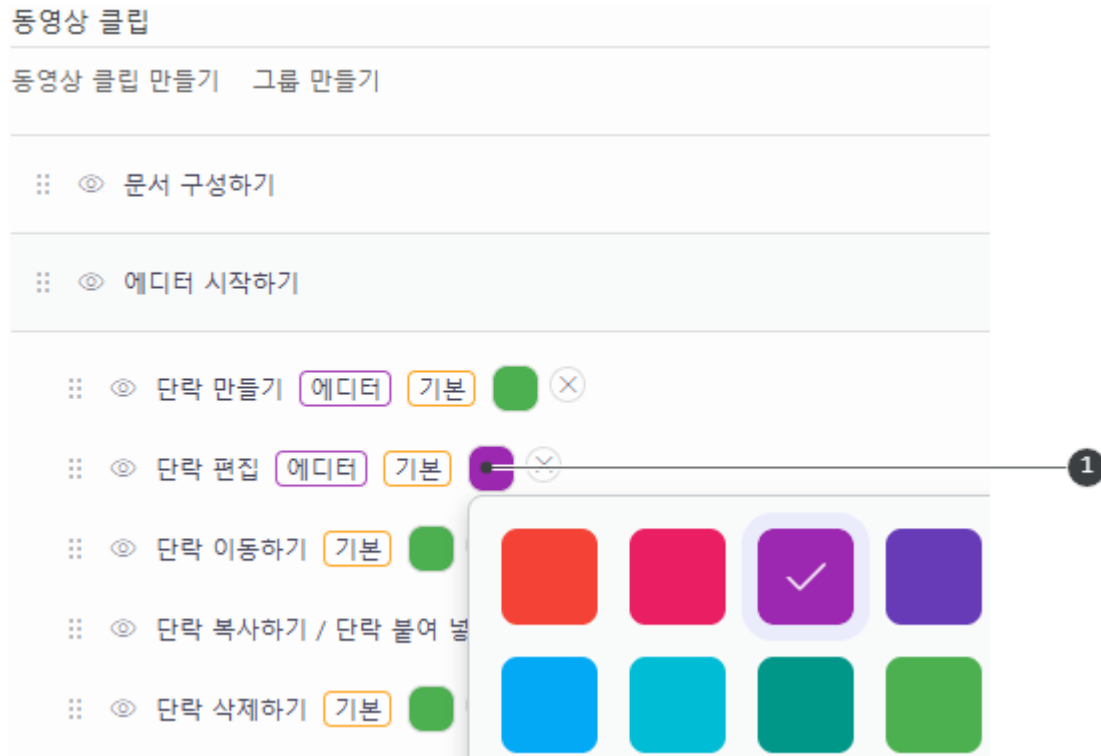 동영상 클립
동영상 클립 만들기 그룹 만들기
문서 구성하기
에디터 시작하기
단락 만들기 에디터 기본
단락 편집 에디터 기본
1
단락 이동하기 기본
단락 복사하기 / 단락 붙여 넣
단락 삭제하기 기본